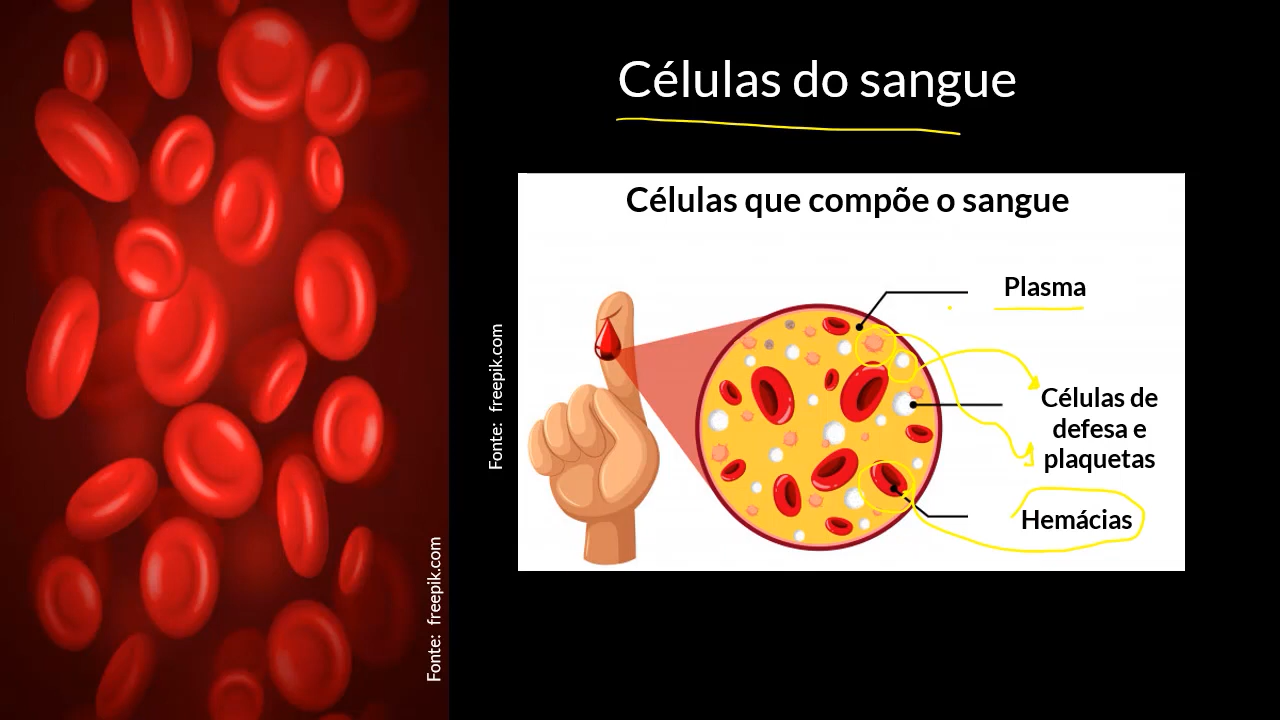 Células do sangue
Células que compõe o sangue
Plasma
Células de
defesa e
plaquetas
Hemácias
Fonte: freepik.com
Fonte: freepik.com